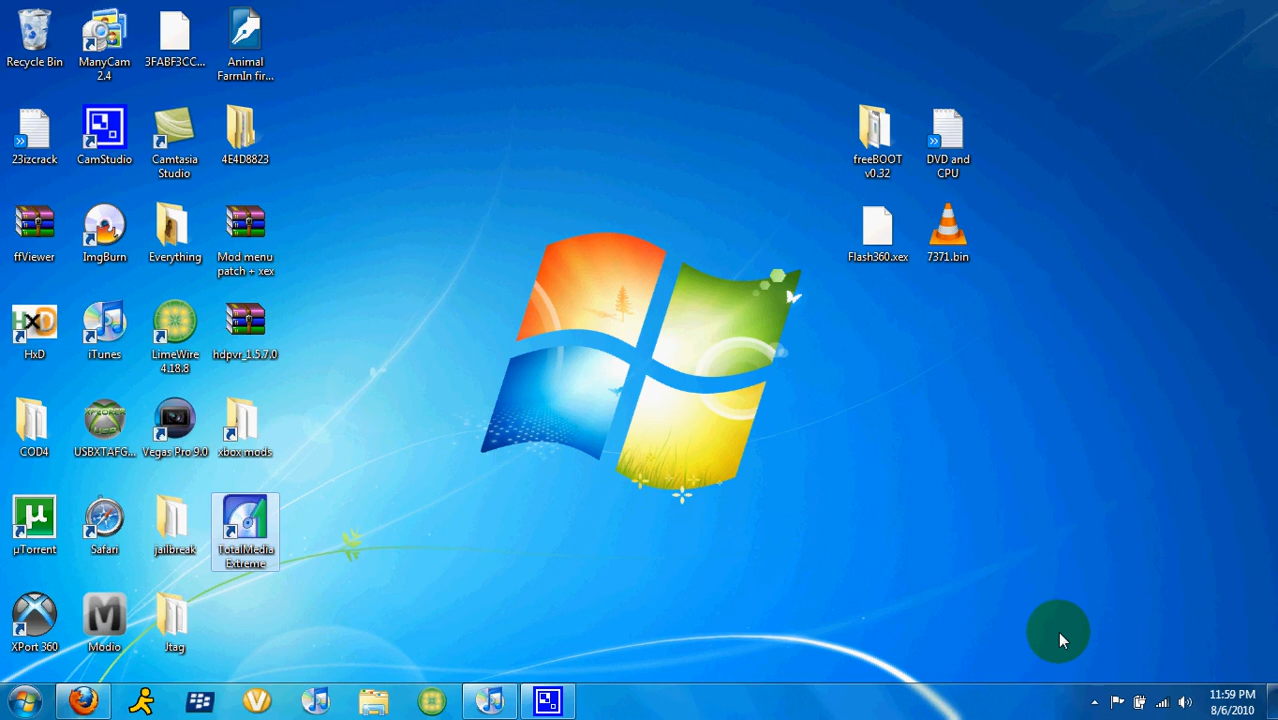 Recycle Bin
ManyCam
2.4
3FABF3CC...
Animal
FarmIn fir...
23izcrack
CamStudio
Camtasia
Studio
4E4D8823
freeBOOT
v0.32
DVD and
CPU
ffViewer
ImgBurn
Everything
Mod menu
patch + xex
Flash360.xex
7371.bin
HxD
HxD
iTunes
LimeWire
4.18.8
hdpvr_1.5.7.0
COD4
USBXTAFG...
Vegas Pro 9.0
xbox mods
µ
µTorrent
Safari
jailbreak
TotalMedia
Extreme
XPort 360
M
Modio
Jtag
V
11:59 PM
8/6/2010